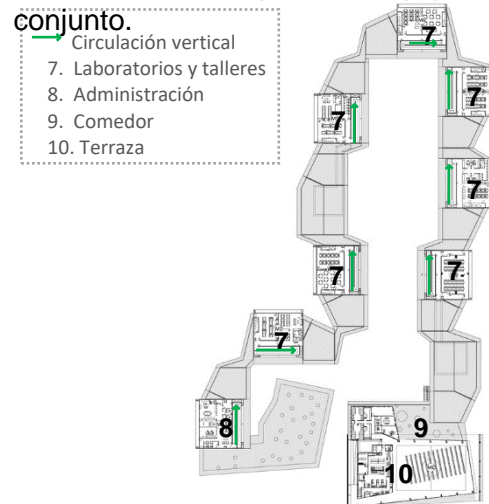 conjunto.
Circulación vertical
7. Laboratorios y talleres
8. Administración
9. Comedor
10. Terraza
7
7
7
7
7
7
7
8
9
10